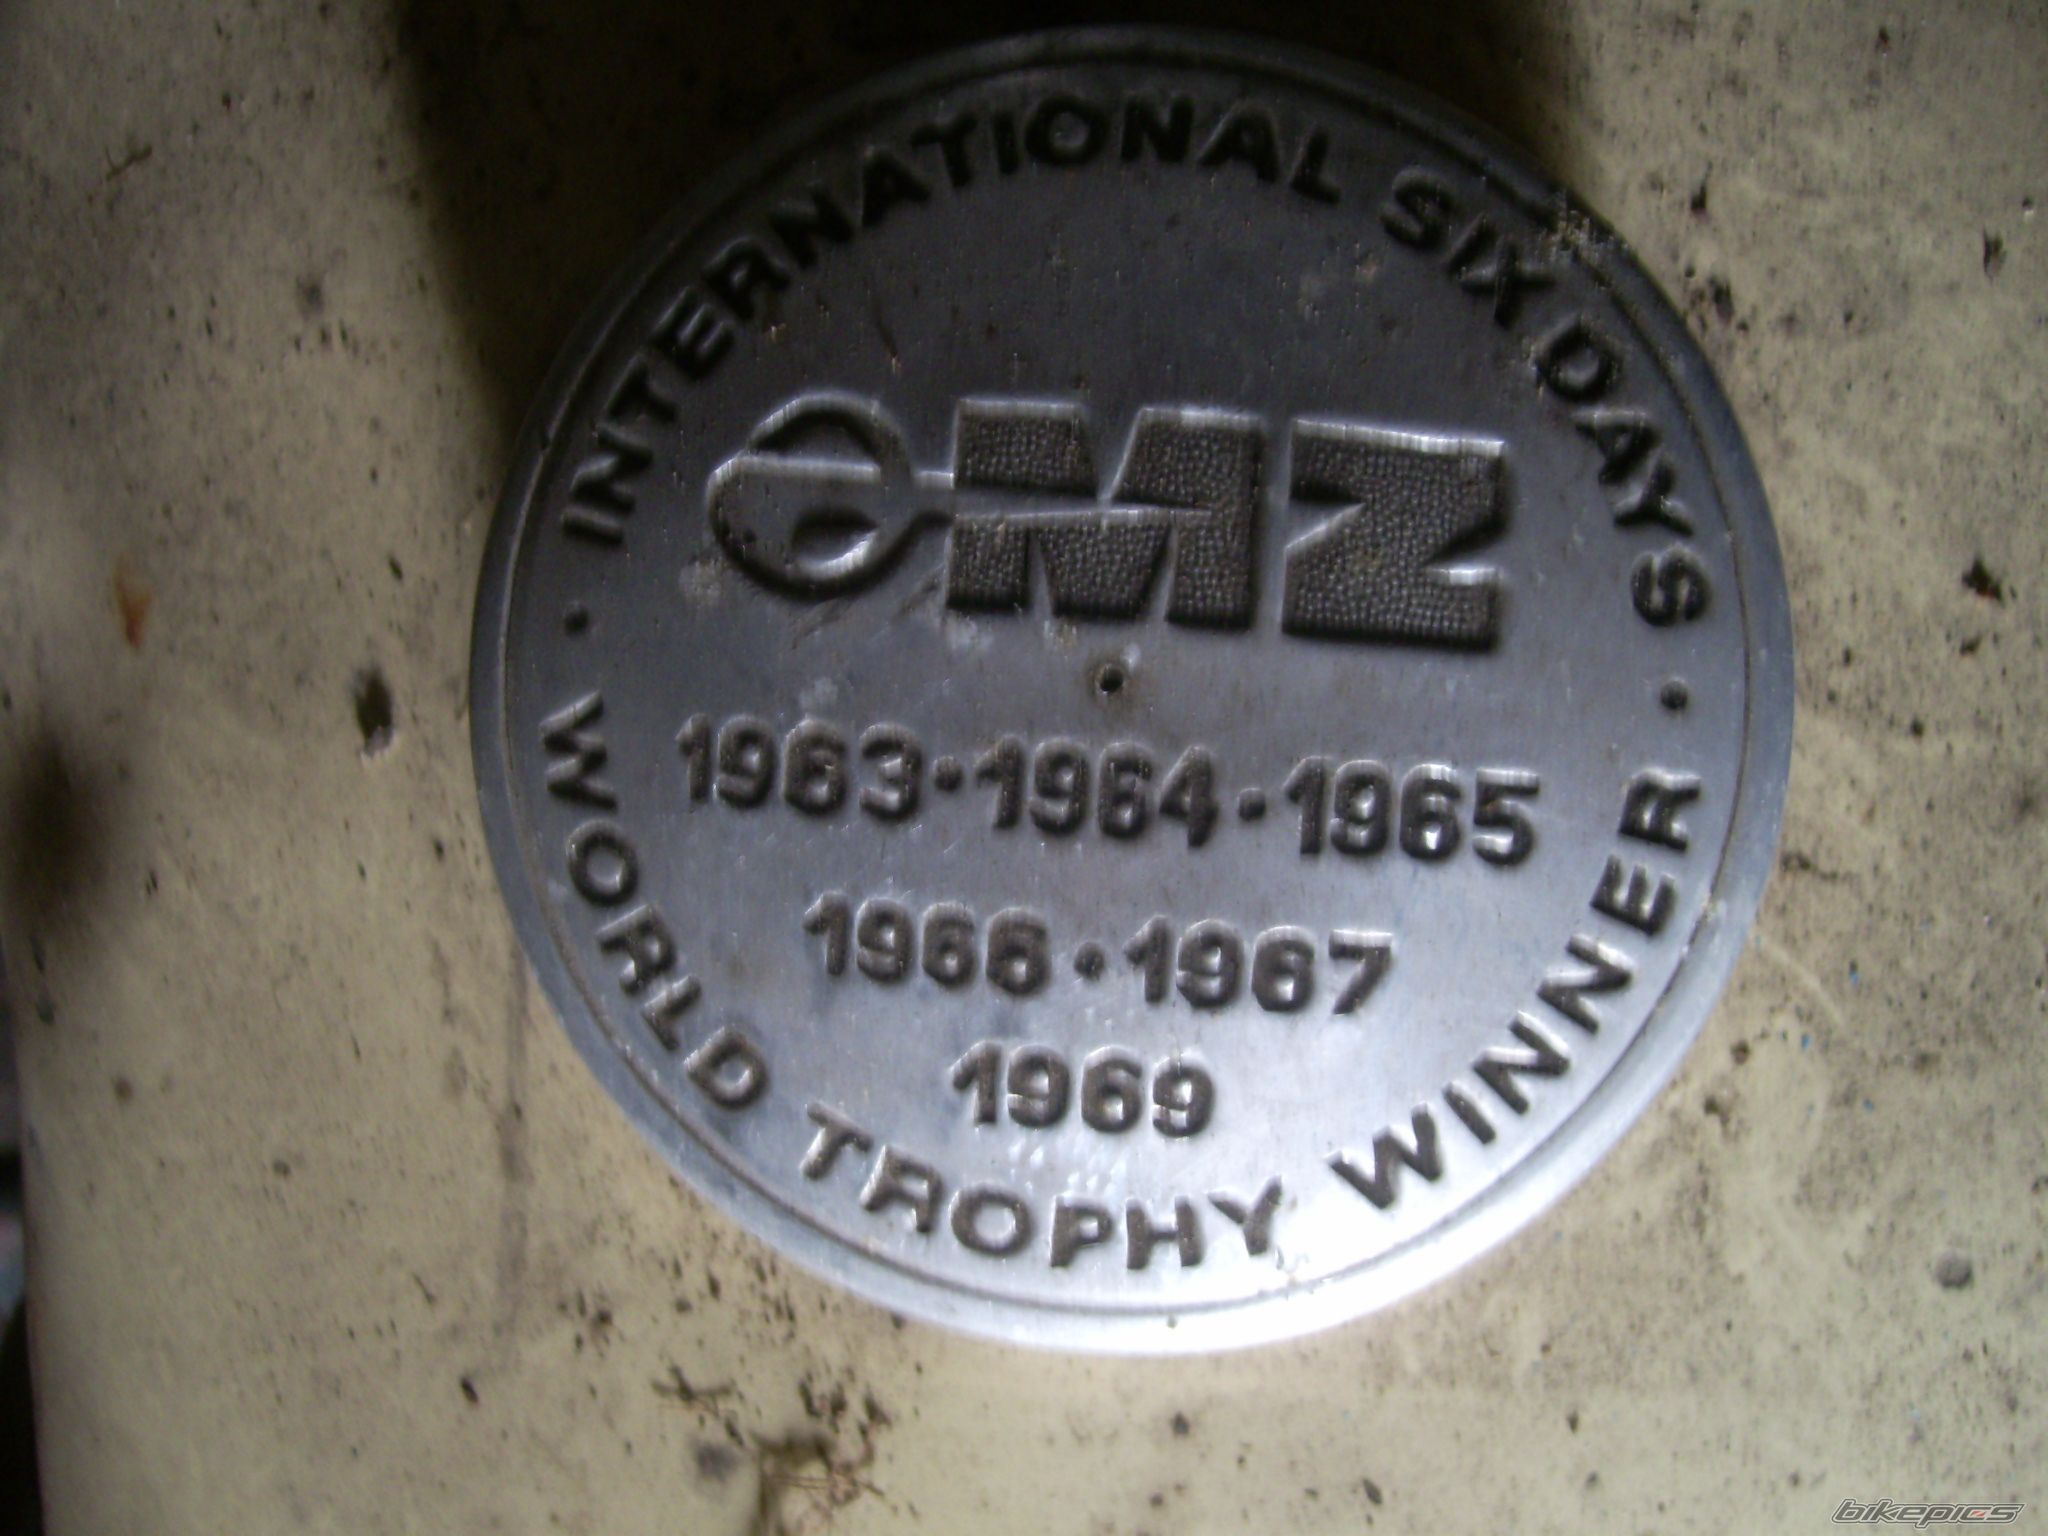 · INTERNATIONAL SIX DAYS ·
MZ
1963·1964·1965
1966·1967
1969
WORLD TROPHY WINNER
bikepics